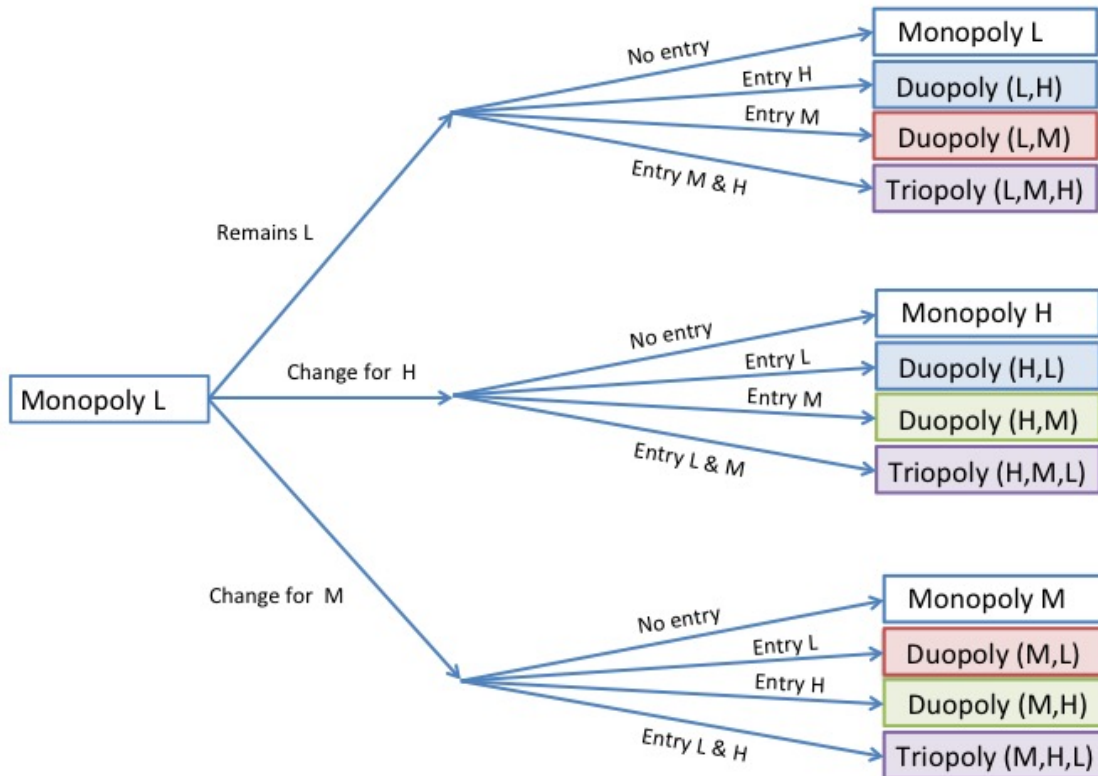 Monopoly L
No entry
Entry H
Duopoly (L,H)
Entry M
Duopoly (L,M)
Entry M & H
Triopoly (L,M,H)
Remains L
Monopoly H
No entry
Entry L
Duopoly (H,L)
Change for H
Monopoly L
Entry M
Duopoly (H,M)
Entry L & M
Triopoly (H,M,L)
Change for M
Monopoly M
No entry
Entry L
Duopoly (M,L)
Entry H
Duopoly (M,H)
Entry L & H
Triopoly (M,H,L)